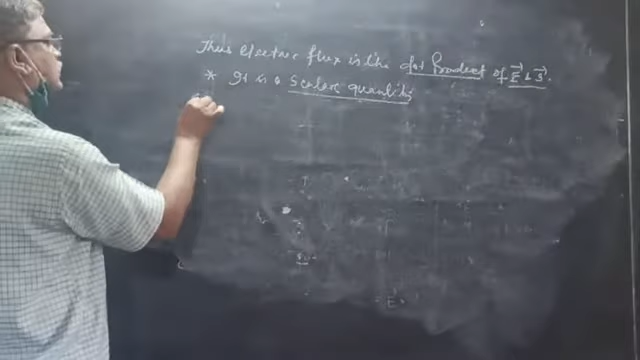 Thus electric flux is the dot Product of E⃗ & S⃗.
* It is a Scalar quantity